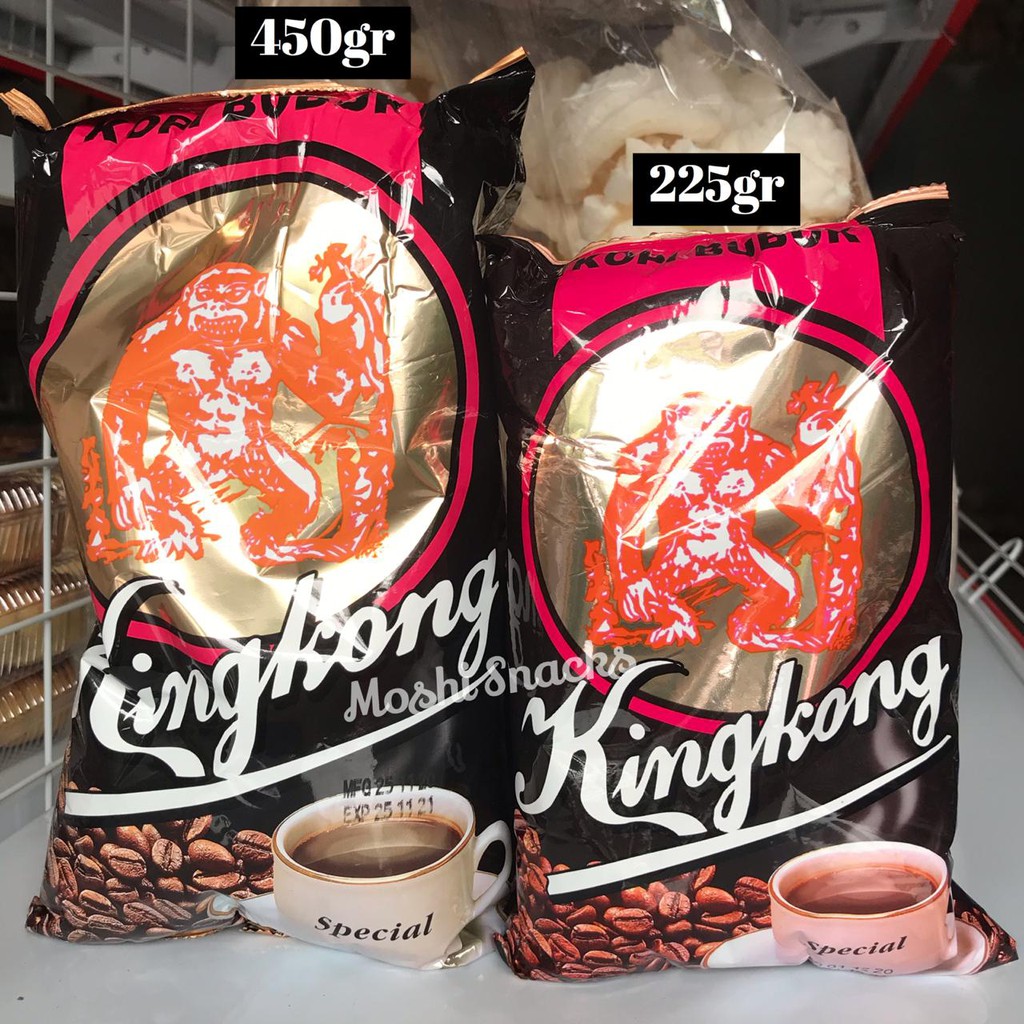 450gr
225gr
KOPI BUBUK
KOPI BUBUK
Kingkong
Moshi Snacks
Kingkong
MFG 25 11
EXP 25 11 21
special
special